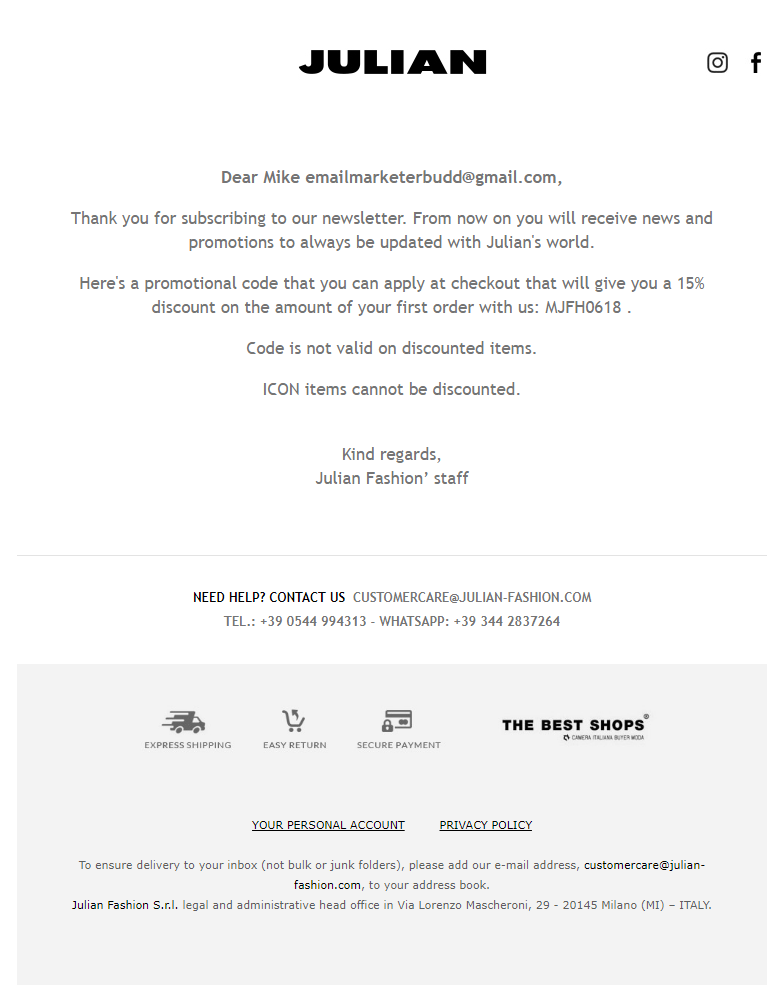 JULIAN
Dear Mike emailmarketerbudd@gmail.com,
Thank you for subscribing to our newsletter. From now on you will receive news and
promotions to always be updated with Julian's world.
Here's a promotional code that you can apply at checkout that will give you a 15%
discount on the amount of your first order with us: MJFH0618 .
Code is not valid on discounted items.
ICON items cannot be discounted.
Kind regards,
Julian Fashion’ staff
NEED HELP? CONTACT US CUSTOMERCARE@JULIAN-FASHION.COM
TEL.: +39 0544 994313 - WHATSAPP: +39 344 2837264
EXPRESS SHIPPING EASY RETURN SECURE PAYMENT
THE BEST SHOPS®
CAMERA ITALIANA BUYER MODA
YOUR PERSONAL ACCOUNT PRIVACY POLICY
To ensure delivery to your inbox (not bulk or junk folders), please add our e-mail address, customercare@julian-
fashion.com, to your address book.
Julian Fashion S.r.l. legal and administrative head office in Via Lorenzo Mascheroni, 29 - 20145 Milano (MI) – ITALY.